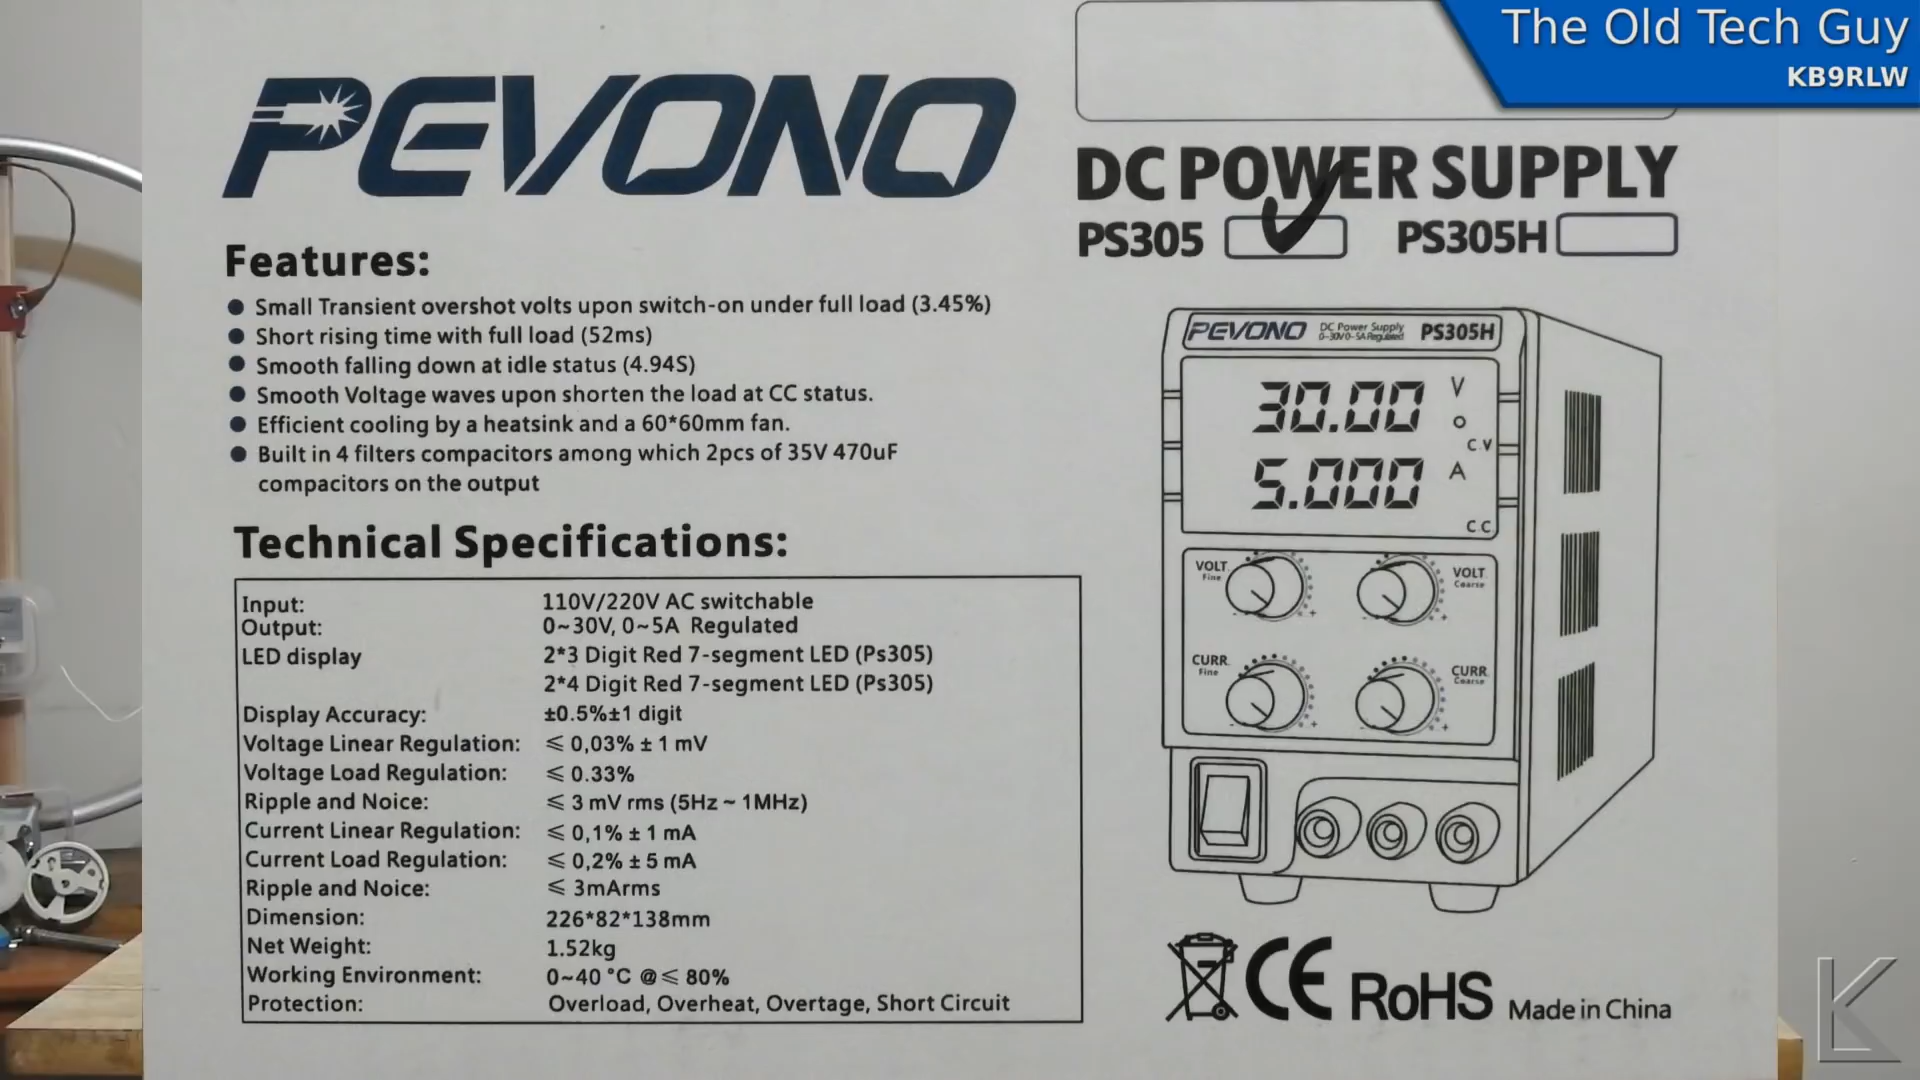 The Old Tech Guy
KB9RLW
PEVONO
DC POWER SUPPLY
PS305 PS305H
Features:
● Small Transient overshot volts upon switch-on under full load (3.45%)
● Short rising time with full load (52ms)
● Smooth falling down at idle status (4.94S)
● Smooth Voltage waves upon shorten the load at CC status.
● Efficient cooling by a heatsink and a 60*60mm fan.
● Built in 4 filters compacitors among which 2pcs of 35V 470uF
compacitors on the output
Technical Specifications:
Input: 110V/220V AC switchable
Output: 0~30V, 0~5A Regulated
LED display 2*3 Digit Red 7-segment LED (Ps305)
2*4 Digit Red 7-segment LED (Ps305)
Display Accuracy: ±0.5%±1 digit
Voltage Linear Regulation: ≤ 0,03% ± 1 mV
Voltage Load Regulation: ≤ 0.33%
Ripple and Noice: ≤ 3 mV rms (5Hz ~ 1MHz)
Current Linear Regulation: ≤ 0,1% ± 1 mA
Current Load Regulation: ≤ 0,2% ± 5 mA
Ripple and Noice: ≤ 3mArms
Dimension: 226*82*138mm
Net Weight: 1.52kg
Working Environment: 0~40 °C @≤ 80%
Protection: Overload, Overheat, Overtage, Short Circuit
PEVONO DC Power Supply PS305H
0~30V 0~5A Regulated
30.00 V
C.V
5.000 A
C C
VOLT. VOLT.
Fine Coarse
CURR. CURR.
Fine Coarse
- + - +
- + - +
CE RoHS Made in China
K